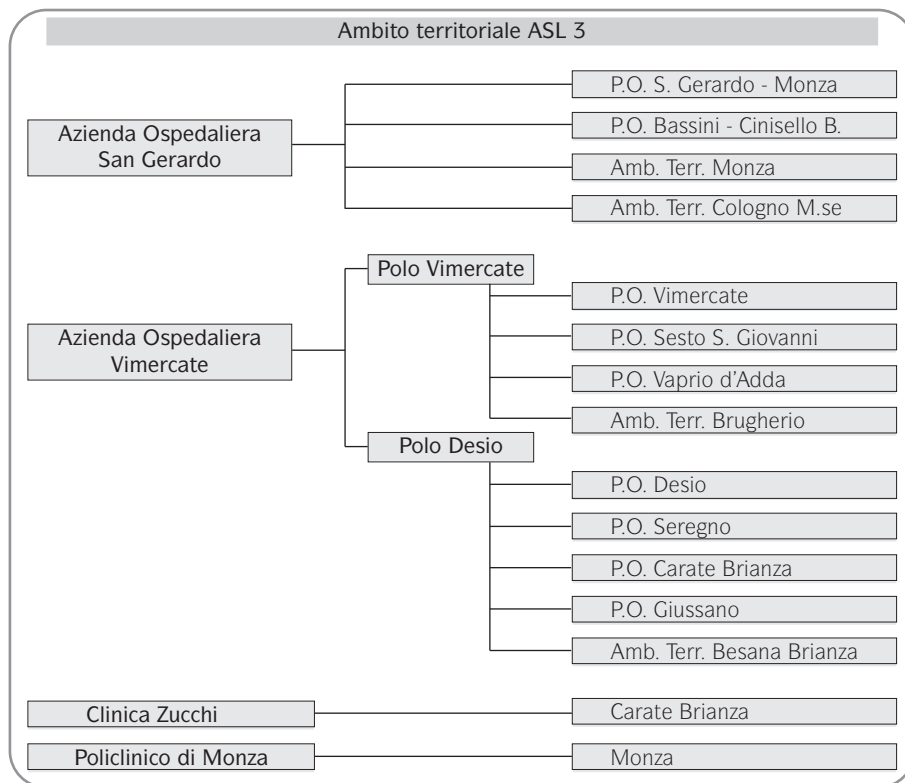 Ambito territoriale ASL 3
Azienda Ospedaliera
San Gerardo
P.O. S. Gerardo - Monza
P.O. Bassini - Cinisello B.
Amb. Terr. Monza
Amb. Terr. Cologno M.se
Azienda Ospedaliera
Vimercate
Polo Vimercate
P.O. Vimercate
P.O. Sesto S. Giovanni
P.O. Vaprio d'Adda
Amb. Terr. Brugherio
Polo Desio
P.O. Desio
P.O. Seregno
P.O. Carate Brianza
P.O. Giussano
Amb. Terr. Besana Brianza
Clinica Zucchi
Carate Brianza
Policlinico di Monza
Monza